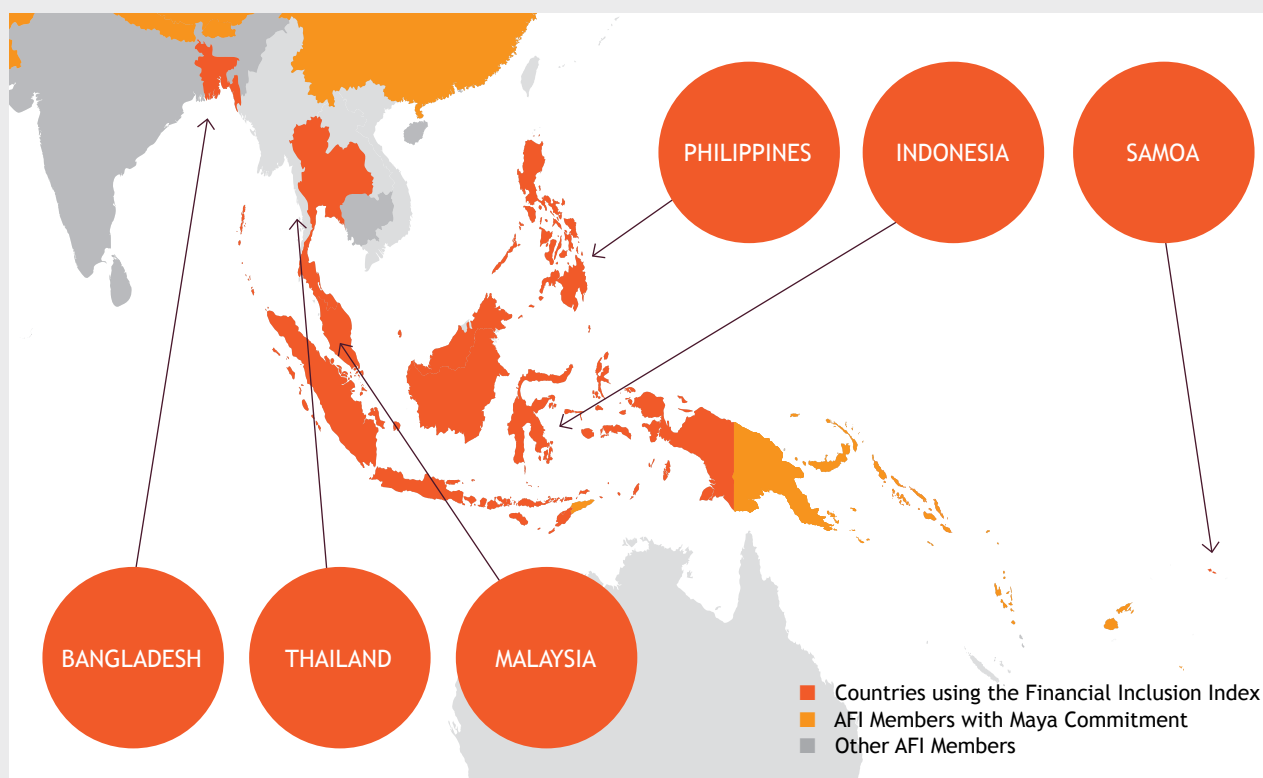 PHILIPPINES
INDONESIA
SAMOA
BANGLADESH
THAILAND
MALAYSIA
Countries using the Financial Inclusion Index
AFI Members with Maya Commitment
Other AFI Members